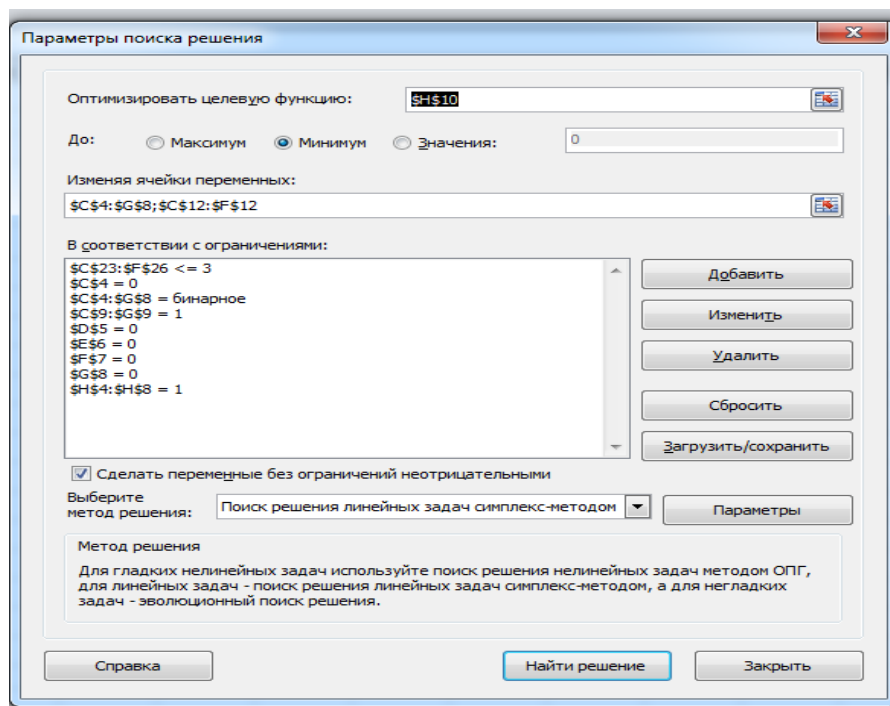 Параметры поиска решения
Оптимизировать целевую функцию:
$H$10
До:
Максимум
Минимум
Значения:
0
Изменяя ячейки переменных:
$C$4:$G$8;$C$12:$F$12
В соответствии с ограничениями:
$C$23:$F$26 <= 3
$C$4 = 0
$C$4:$G$8 = бинарное
$C$9:$G$9 = 1
$D$5 = 0
$E$6 = 0
$F$7 = 0
$G$8 = 0
$H$4:$H$8 = 1
Добавить
Изменить
Удалить
Сбросить
Загрузить/сохранить
Сделать переменные без ограничений неотрицательными
Выберите
метод решения:
Поиск решения линейных задач симплекс-методом
Параметры
Метод решения
Для гладких нелинейных задач используйте поиск решения нелинейных задач методом ОПГ,
для линейных задач - поиск решения линейных задач симплекс-методом, а для негладких
задач - эволюционный поиск решения.
Справка
Найти решение
Закрыть